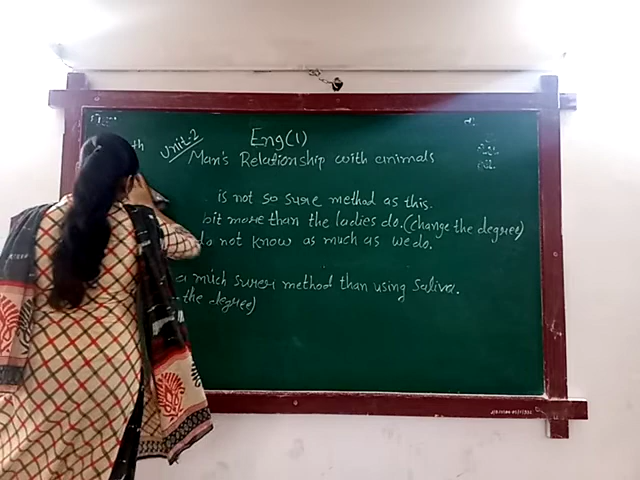 th
Unit-2
Eng(1)
Man's Relationship with animals
is not so sure method as this.
bit more than the ladies do. (change the degree)
do not know as much as we do.
a much surer method than using Saliva.
the degree)